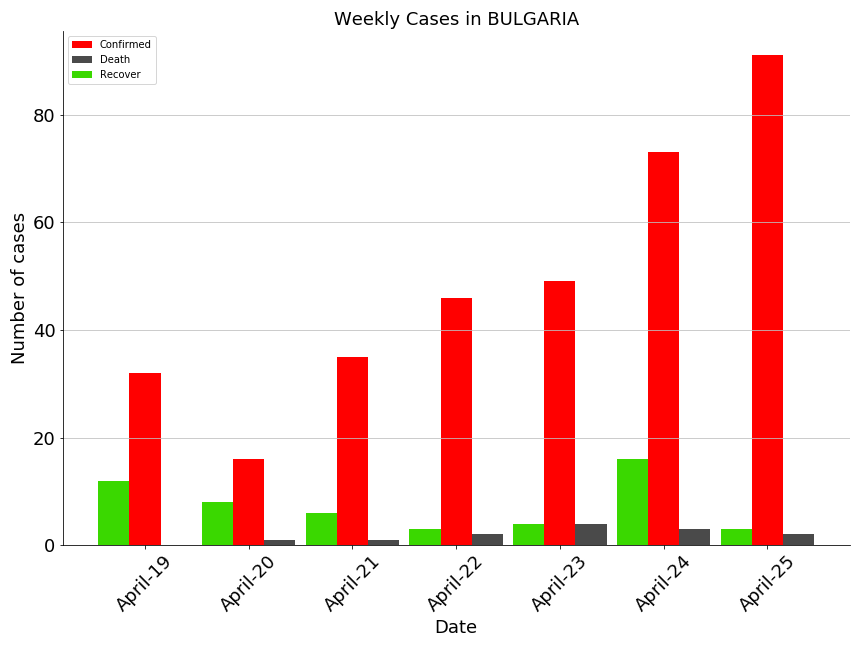 Weekly Cases in BULGARIA
Confirmed
Death
Recover
Number of cases
80
60
40
20
0
April-19
April-20
April-21
April-22
April-23
April-24
April-25
Date